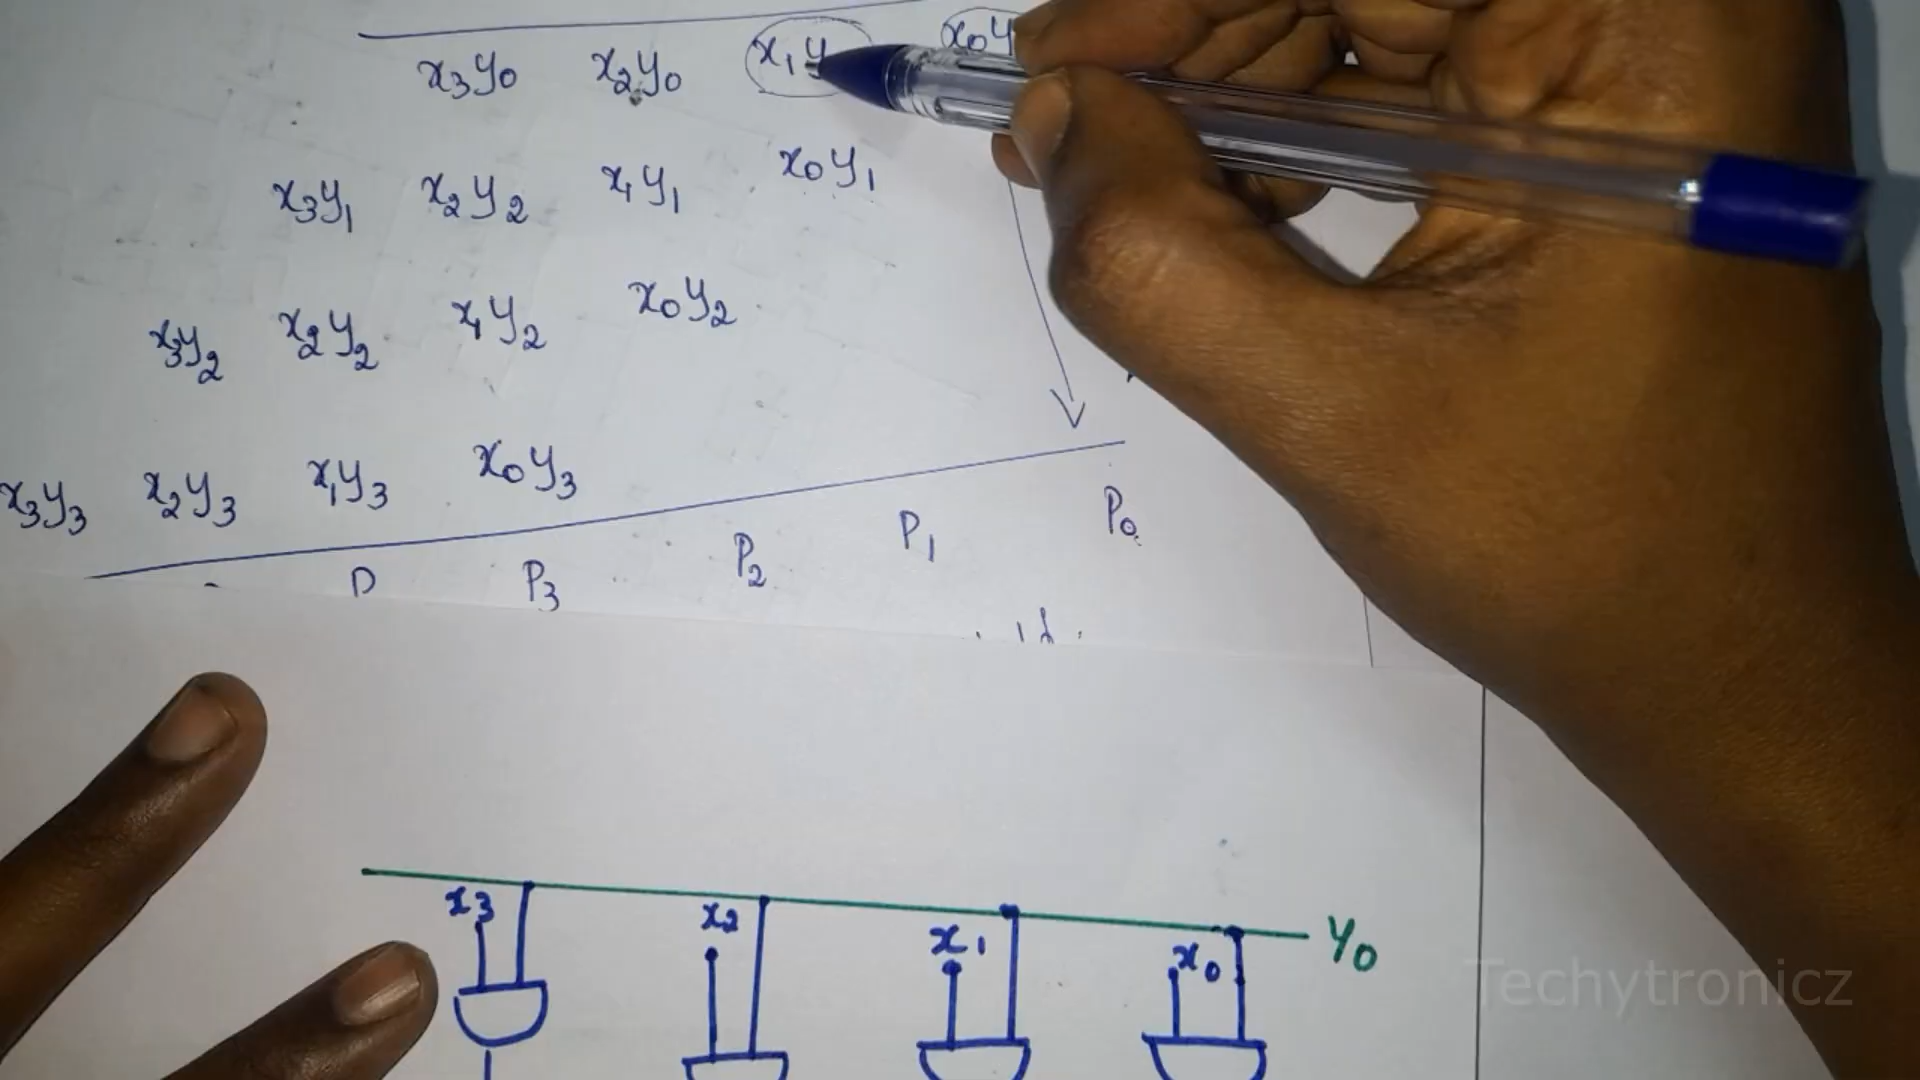 x3y0 x2y0 x1y x0y
x3y1 x2y2 x1y1 x0y1
x3y2 x2y2 x1y2 x0y2
x3y3 x2y3 x1y3 x0y3
P3 P2 P1 P0
x3 x2 x1 x0 y0
Techytronicz